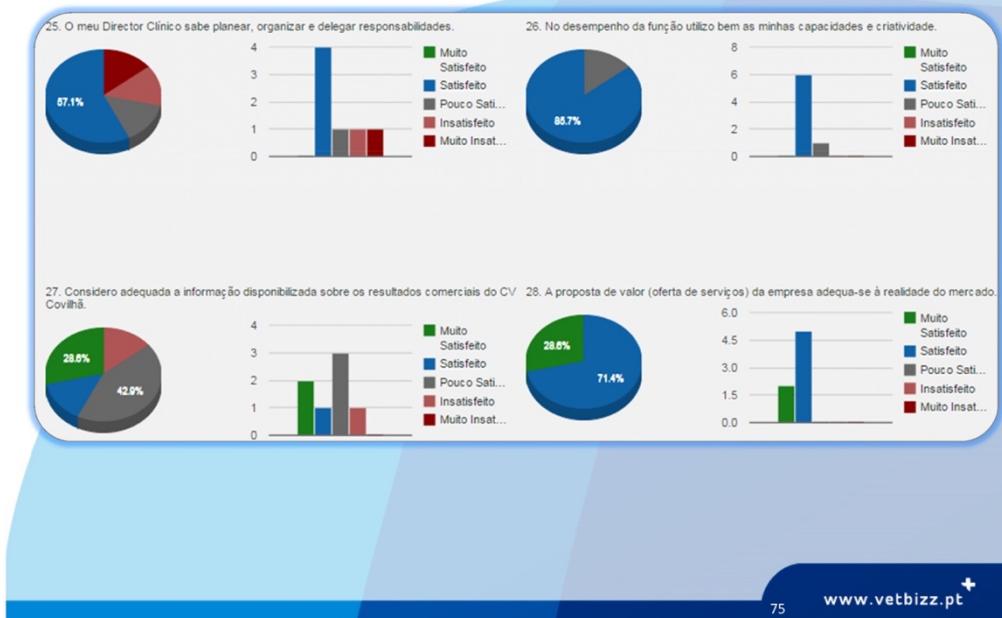 25. O meu Director Clínico sabe planear, organizar e delegar responsabilidades.
57.1%
4
3
2
1
0
Muito
Satisfeito
Satisfeito
Pouco Sati...
Insatisfeito
Muito Insat...
26. No desempenho da função utilizo bem as minhas capacidades e criatividade.
85.7%
8
6
4
2
0
Muito
Satisfeito
Satisfeito
Pouco Sati...
Insatisfeito
Muito Insat...
27. Considero adequada a informação disponibilizada sobre os resultados comerciais do CV
Covilhã.
28.6%
42.9%
4
3
2
1
0
Muito
Satisfeito
Satisfeito
Pouco Sati...
Insatisfeito
Muito Insat...
28. A proposta de valor (oferta de serviços) da empresa adequa-se à realidade do mercado.
28.6%
71.4%
6.0
4.5
3.0
1.5
0.0
Muito
Satisfeito
Satisfeito
Pouco Sati...
Insatisfeito
Muito Insat...
75
www.vetbizz.pt